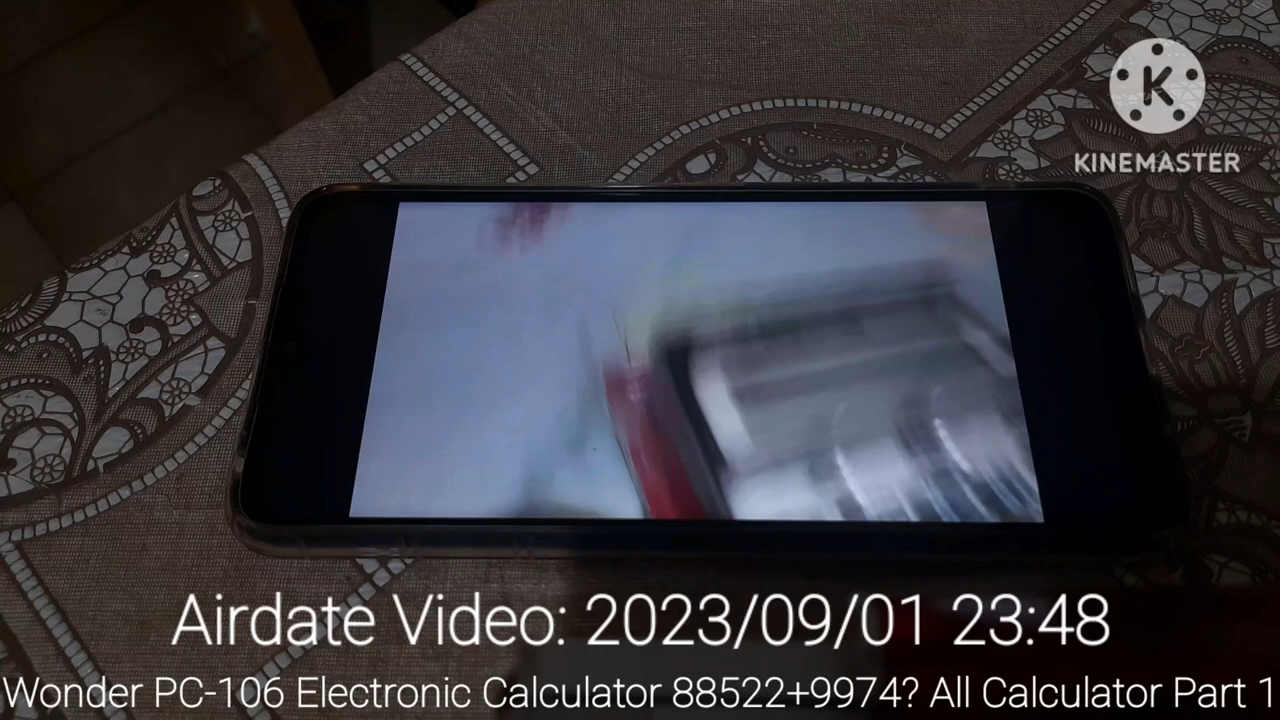 K
KINEMASTER
Airdate Video: 2023/09/01 23:48
Wonder PC-106 Electronic Calculator 88522+9974? All Calculator Part 1